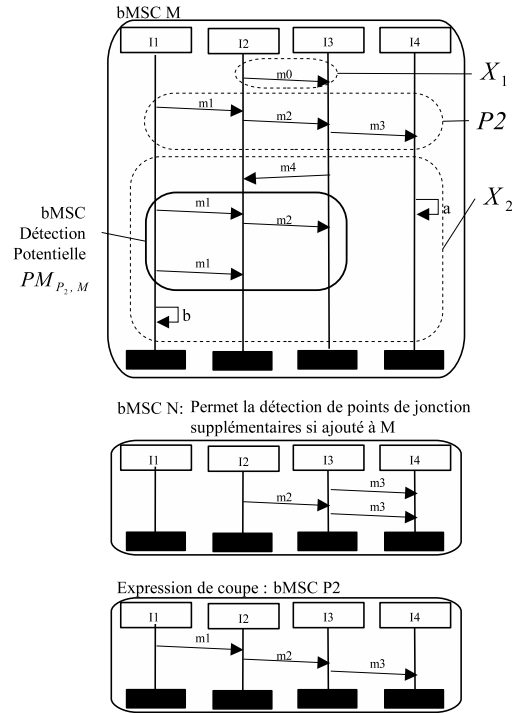 bMSC M
I1 I2 I3 I4
m0
X1
m1
m2
m3
P2
m4
a
X2
m1
m2
m1
b
bMSC
Détection
Potentielle
PM P2, M
bMSC N: Permet la détection de points de jonction
supplémentaires si ajouté à M
I1 I2 I3 I4
m3
m2
m3
Expression de coupe : bMSC P2
I1 I2 I3 I4
m1
m2
m3